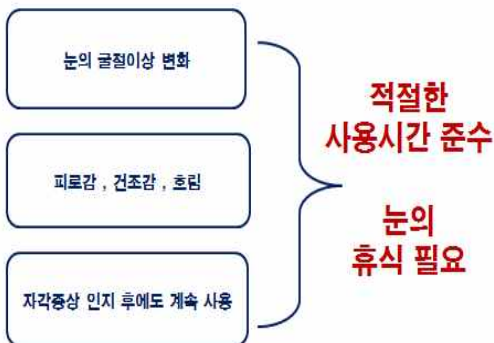 눈의 굴절이상 변화
피로감 , 건조감 , 흐림
자각증상 인지 후에도 계속 사용
적절한
사용시간 준수
눈의
휴식 필요